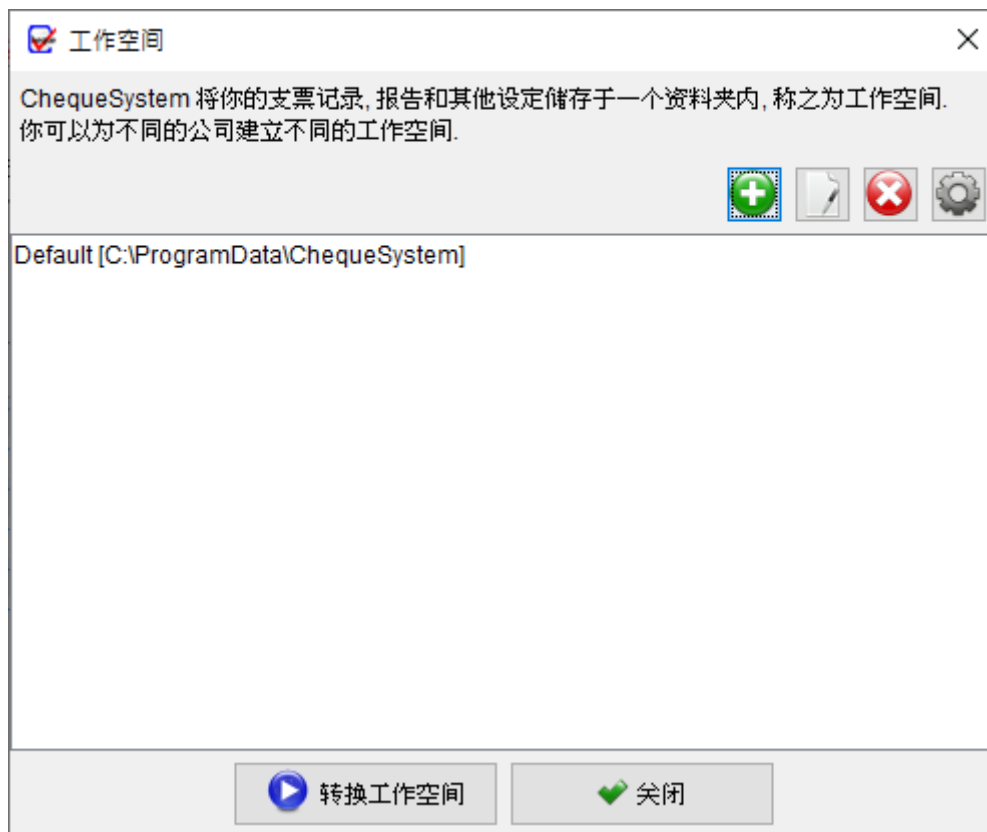 工作空间
ChequeSystem 将你的支票记录, 报告和其他设定储存于一个资料夹内, 称之为工作空间.
你可以为不同的公司建立不同的工作空间.
Default [C:\ProgramData\ChequeSystem]
转换工作空间
关闭